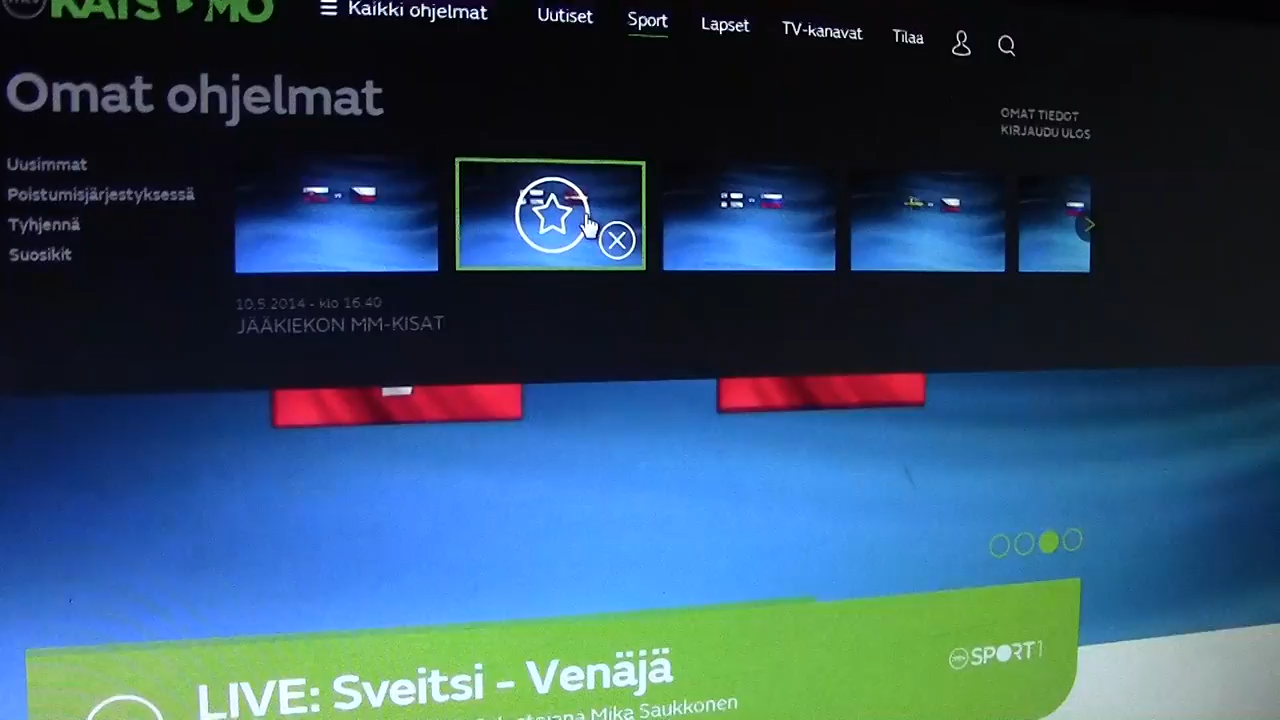 KATSOMO
Kaikki ohjelmat
Uutiset
Sport
Lapset
TV-kanavat
Tilaa
Omat ohjelmat
OMAT TIEDOT
KIRJAUDU ULOS
Uusimmat
Poistumisjärjestyksessä
Tyhjennä
Suosikit
10.5.2014 - klo 16.40
JÄÄKIEKON MM-KISAT
LIVE: Sveitsi - Venäjä
Mika Saukkonen
SPORT1